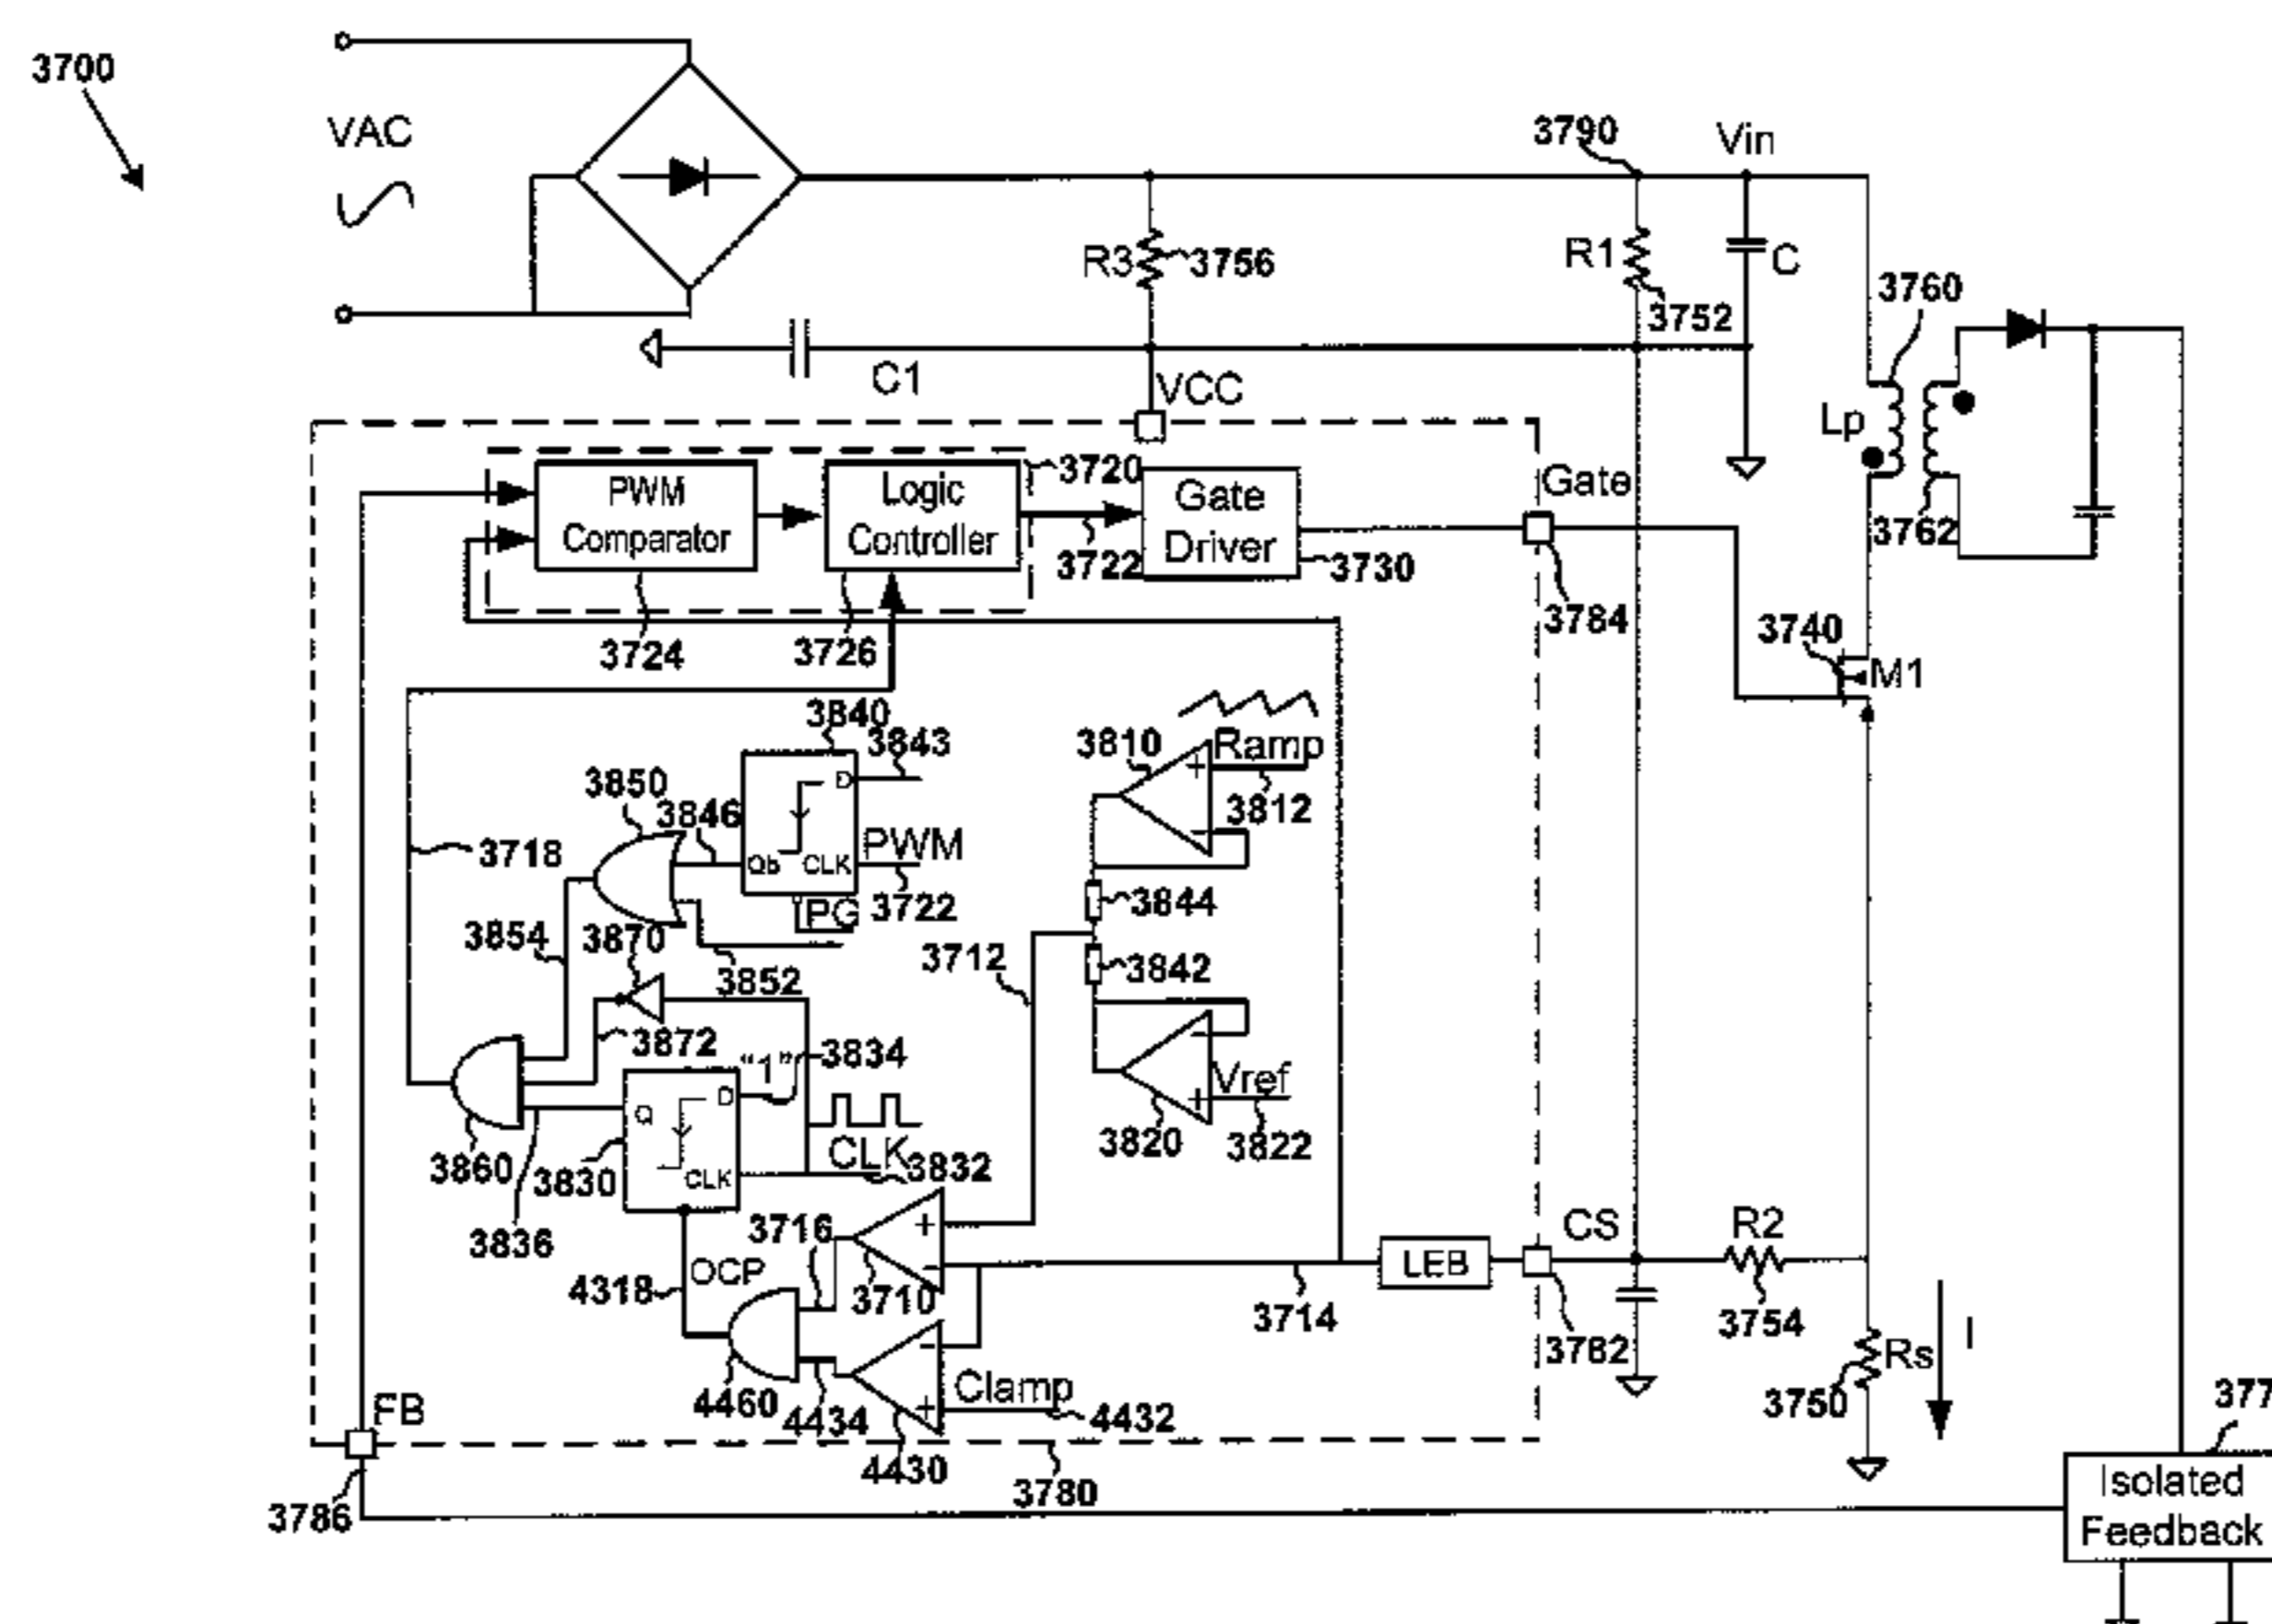 3700
VAC
3790
Vin
R3
3756
R1
3752
C
3760
C1
VCC
Lp
3762
PWM
Comparator
Logic
Controller
3720
3722
Gate
Driver
3730
Gate
3784
3724
3726
3740
M1
3840
3843
D
3850
3846
Qb
CLK
PWM
3722
PG
3718
3854
3870
3852
3872
3810
Ramp
3812
+
-
3844
3712
3842
-
Vref
+
3820
3822
"1"
3834
D
Q
CLK
CLK
3832
3860
3830
3836
3716
+
-
3710
OCP
4318
3714
LEB
CS
R2
3754
3782
Rs
3750
I
4460
4434
-
+
Clamp
4432
4430
FB
3780
3786
377
Isolated
Feedback